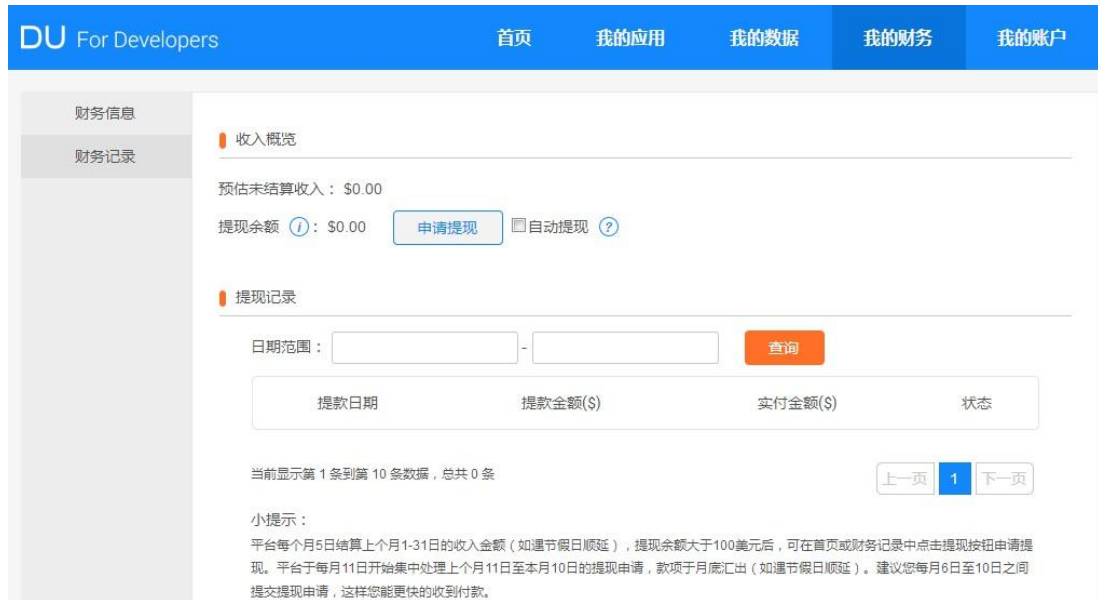 DU For Developers 首页 我的应用 我的数据 我的财务 我的账户
财务信息
财务记录
收入概览
预估未结算收入： $0.00
提现余额 i： $0.00 申请提现 自动提现 ?
提现记录
日期范围： - 查询
提款日期 提款金额($) 实付金额($) 状态
当前显示第 1 条到第 10 条数据，总共 0 条 上一页 1 下一页
小提示：
平台每个月5日结算上个月1-31日的收入金额（如遇节假日顺延），提现余额大于100美元后，可在首页或财务记录中点击提现按钮申请提
现。平台于每月11日开始集中处理上个月11日至本月10日的提现申请，款项于月底汇出（如遇节假日顺延）。建议您每月6日至10日之间
提交提现申请，这样您能更快的收到付款。